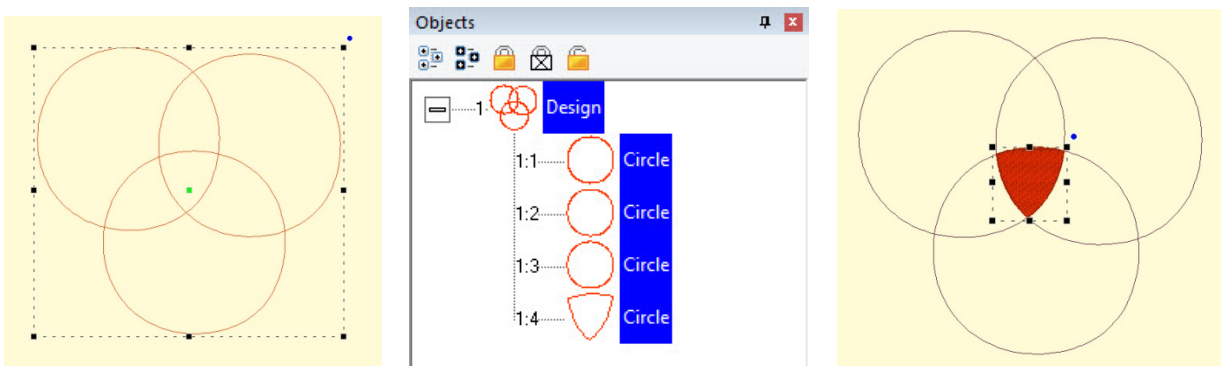 Objects
1 Design
1:1 Circle
1:2 Circle
1:3 Circle
1:4 Circle